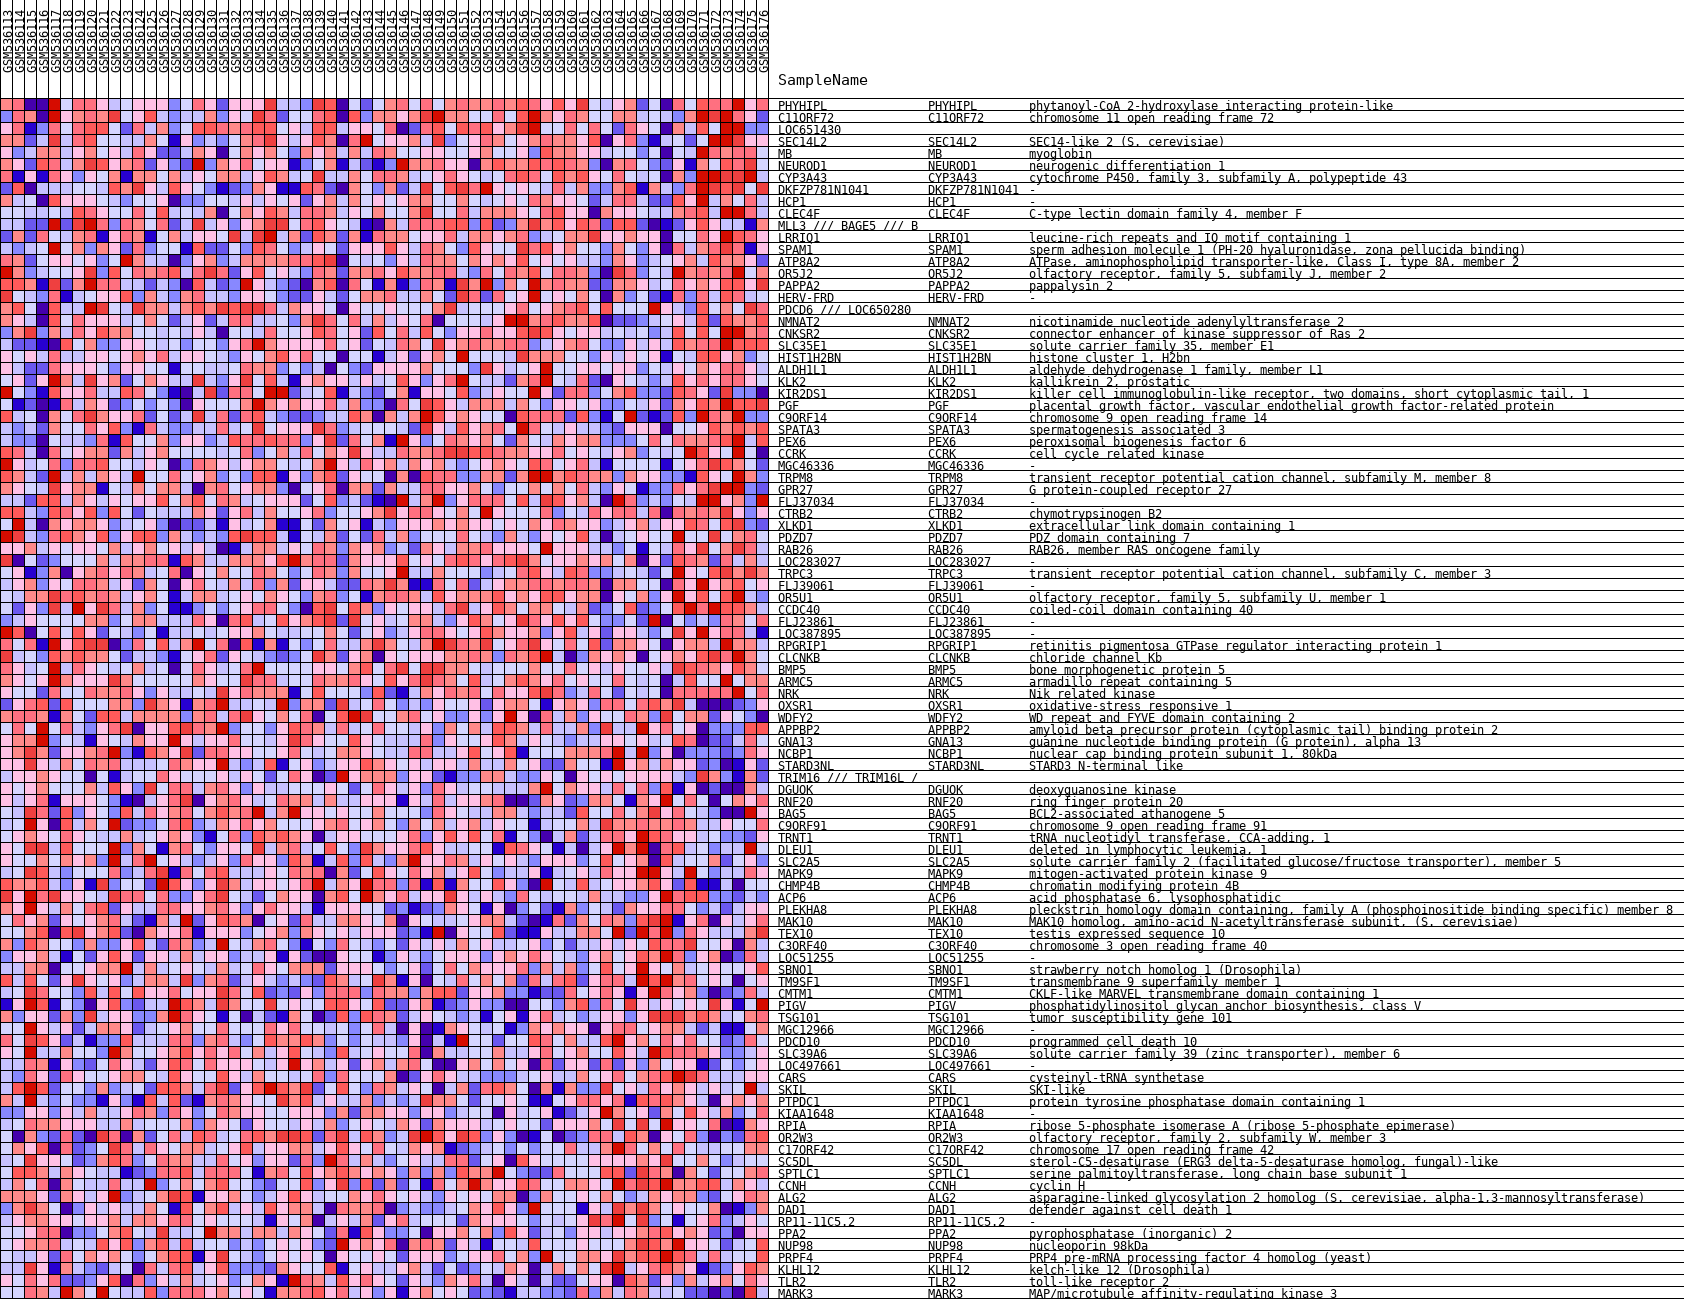 GSM536113 GSM536114 GSM536115 GSM536116 GSM536117 GSM536118 GSM536119 GSM536120 GSM536121 GSM536122 GSM536123 GSM536124 GSM536125 GSM536126 GSM536127 GSM536128 GSM536129 GSM536130 GSM536131 GSM536132 GSM536133 GSM536134 GSM536135 GSM536136 GSM536137 GSM536138 GSM536139 GSM536140 GSM536141 GSM536142 GSM536143 GSM536144 GSM536145 GSM536146 GSM536147 GSM536148 GSM536149 GSM536150 GSM536151 GSM536152 GSM536153 GSM536154 GSM536155 GSM536156 GSM536157 GSM536158 GSM536159 GSM536160 GSM536161 GSM536162 GSM536163 GSM536164 GSM536165 GSM536166 GSM536167 GSM536168 GSM536169 GSM536170 GSM536171 GSM536172 GSM536173 GSM536174 GSM536175 GSM536176
SampleName
PHYHIPL PHYHIPL phytanoyl-CoA 2-hydroxylase interacting protein-like
C11ORF72 C11ORF72 chromosome 11 open reading frame 72
LOC651430
SEC14L2 SEC14L2 SEC14-like 2 (S. cerevisiae)
MB MB myoglobin
NEUROD1 NEUROD1 neurogenic differentiation 1
CYP3A43 CYP3A43 cytochrome P450, family 3, subfamily A, polypeptide 43
DKFZP781N1041 DKFZP781N1041 -
HCP1 HCP1 -
CLEC4F CLEC4F C-type lectin domain family 4, member F
MLL3 /// BAGE5 /// B
LRRIQ1 LRRIQ1 leucine-rich repeats and IQ motif containing 1
SPAM1 SPAM1 sperm adhesion molecule 1 (PH-20 hyaluronidase, zona pellucida binding)
ATP8A2 ATP8A2 ATPase, aminophospholipid transporter-like, Class I, type 8A, member 2
OR5J2 OR5J2 olfactory receptor, family 5, subfamily J, member 2
PAPPA2 PAPPA2 pappalysin 2
HERV-FRD HERV-FRD -
PDCD6 /// LOC650280
NMNAT2 NMNAT2 nicotinamide nucleotide adenylyltransferase 2
CNKSR2 CNKSR2 connector enhancer of kinase suppressor of Ras 2
SLC35E1 SLC35E1 solute carrier family 35, member E1
HIST1H2BN HIST1H2BN histone cluster 1, H2bn
ALDH1L1 ALDH1L1 aldehyde dehydrogenase 1 family, member L1
KLK2 KLK2 kallikrein 2, prostatic
KIR2DS1 KIR2DS1 killer cell immunoglobulin-like receptor, two domains, short cytoplasmic tail, 1
PGF PGF placental growth factor, vascular endothelial growth factor-related protein
C9ORF14 C9ORF14 chromosome 9 open reading frame 14
SPATA3 SPATA3 spermatogenesis associated 3
PEX6 PEX6 peroxisomal biogenesis factor 6
CCRK CCRK cell cycle related kinase
MGC46336 MGC46336 -
TRPM8 TRPM8 transient receptor potential cation channel, subfamily M, member 8
GPR27 GPR27 G protein-coupled receptor 27
FLJ37034 FLJ37034 -
CTRB2 CTRB2 chymotrypsinogen B2
XLKD1 XLKD1 extracellular link domain containing 1
PDZD7 PDZD7 PDZ domain containing 7
RAB26 RAB26 RAB26, member RAS oncogene family
LOC283027 LOC283027 -
TRPC3 TRPC3 transient receptor potential cation channel, subfamily C, member 3
FLJ39061 FLJ39061 -
OR5U1 OR5U1 olfactory receptor, family 5, subfamily U, member 1
CCDC40 CCDC40 coiled-coil domain containing 40
FLJ23861 FLJ23861 -
LOC387895 LOC387895 -
RPGRIP1 RPGRIP1 retinitis pigmentosa GTPase regulator interacting protein 1
CLCNKB CLCNKB chloride channel Kb
BMP5 BMP5 bone morphogenetic protein 5
ARMC5 ARMC5 armadillo repeat containing 5
NRK NRK Nik related kinase
OXSR1 OXSR1 oxidative-stress responsive 1
WDFY2 WDFY2 WD repeat and FYVE domain containing 2
APPBP2 APPBP2 amyloid beta precursor protein (cytoplasmic tail) binding protein 2
GNA13 GNA13 guanine nucleotide binding protein (G protein), alpha 13
NCBP1 NCBP1 nuclear cap binding protein subunit 1, 80kDa
STARD3NL STARD3NL STARD3 N-terminal like
TRIM16 /// TRIM16L /
DGUOK DGUOK deoxyguanosine kinase
RNF20 RNF20 ring finger protein 20
BAG5 BAG5 BCL2-associated athanogene 5
C9ORF91 C9ORF91 chromosome 9 open reading frame 91
TRNT1 TRNT1 tRNA nucleotidyl transferase, CCA-adding, 1
DLEU1 DLEU1 deleted in lymphocytic leukemia, 1
SLC2A5 SLC2A5 solute carrier family 2 (facilitated glucose/fructose transporter), member 5
MAPK9 MAPK9 mitogen-activated protein kinase 9
CHMP4B CHMP4B chromatin modifying protein 4B
ACP6 ACP6 acid phosphatase 6, lysophosphatidic
PLEKHA8 PLEKHA8 pleckstrin homology domain containing, family A (phosphoinositide binding specific) member 8
MAK10 MAK10 MAK10 homolog, amino-acid N-acetyltransferase subunit, (S. cerevisiae)
TEX10 TEX10 testis expressed sequence 10
C3ORF40 C3ORF40 chromosome 3 open reading frame 40
LOC51255 LOC51255 -
SBNO1 SBNO1 strawberry notch homolog 1 (Drosophila)
TM9SF1 TM9SF1 transmembrane 9 superfamily member 1
CMTM1 CMTM1 CKLF-like MARVEL transmembrane domain containing 1
PIGV PIGV phosphatidylinositol glycan anchor biosynthesis, class V
TSG101 TSG101 tumor susceptibility gene 101
MGC12966 MGC12966 -
PDCD10 PDCD10 programmed cell death 10
SLC39A6 SLC39A6 solute carrier family 39 (zinc transporter), member 6
LOC497661 LOC497661 -
CARS CARS cysteinyl-tRNA synthetase
SKIL SKIL SKI-like
PTPDC1 PTPDC1 protein tyrosine phosphatase domain containing 1
KIAA1648 KIAA1648 -
RPIA RPIA ribose 5-phosphate isomerase A (ribose 5-phosphate epimerase)
OR2W3 OR2W3 olfactory receptor, family 2, subfamily W, member 3
C17ORF42 C17ORF42 chromosome 17 open reading frame 42
SC5DL SC5DL sterol-C5-desaturase (ERG3 delta-5-desaturase homolog, fungal)-like
SPTLC1 SPTLC1 serine palmitoyltransferase, long chain base subunit 1
CCNH CCNH cyclin H
ALG2 ALG2 asparagine-linked glycosylation 2 homolog (S. cerevisiae, alpha-1,3-mannosyltransferase)
DAD1 DAD1 defender against cell death 1
RP11-11C5.2 RP11-11C5.2 -
PPA2 PPA2 pyrophosphatase (inorganic) 2
NUP98 NUP98 nucleoporin 98kDa
PRPF4 PRPF4 PRP4 pre-mRNA processing factor 4 homolog (yeast)
KLHL12 KLHL12 kelch-like 12 (Drosophila)
TLR2 TLR2 toll-like receptor 2
MARK3 MARK3 MAP/microtubule affinity-regulating kinase 3